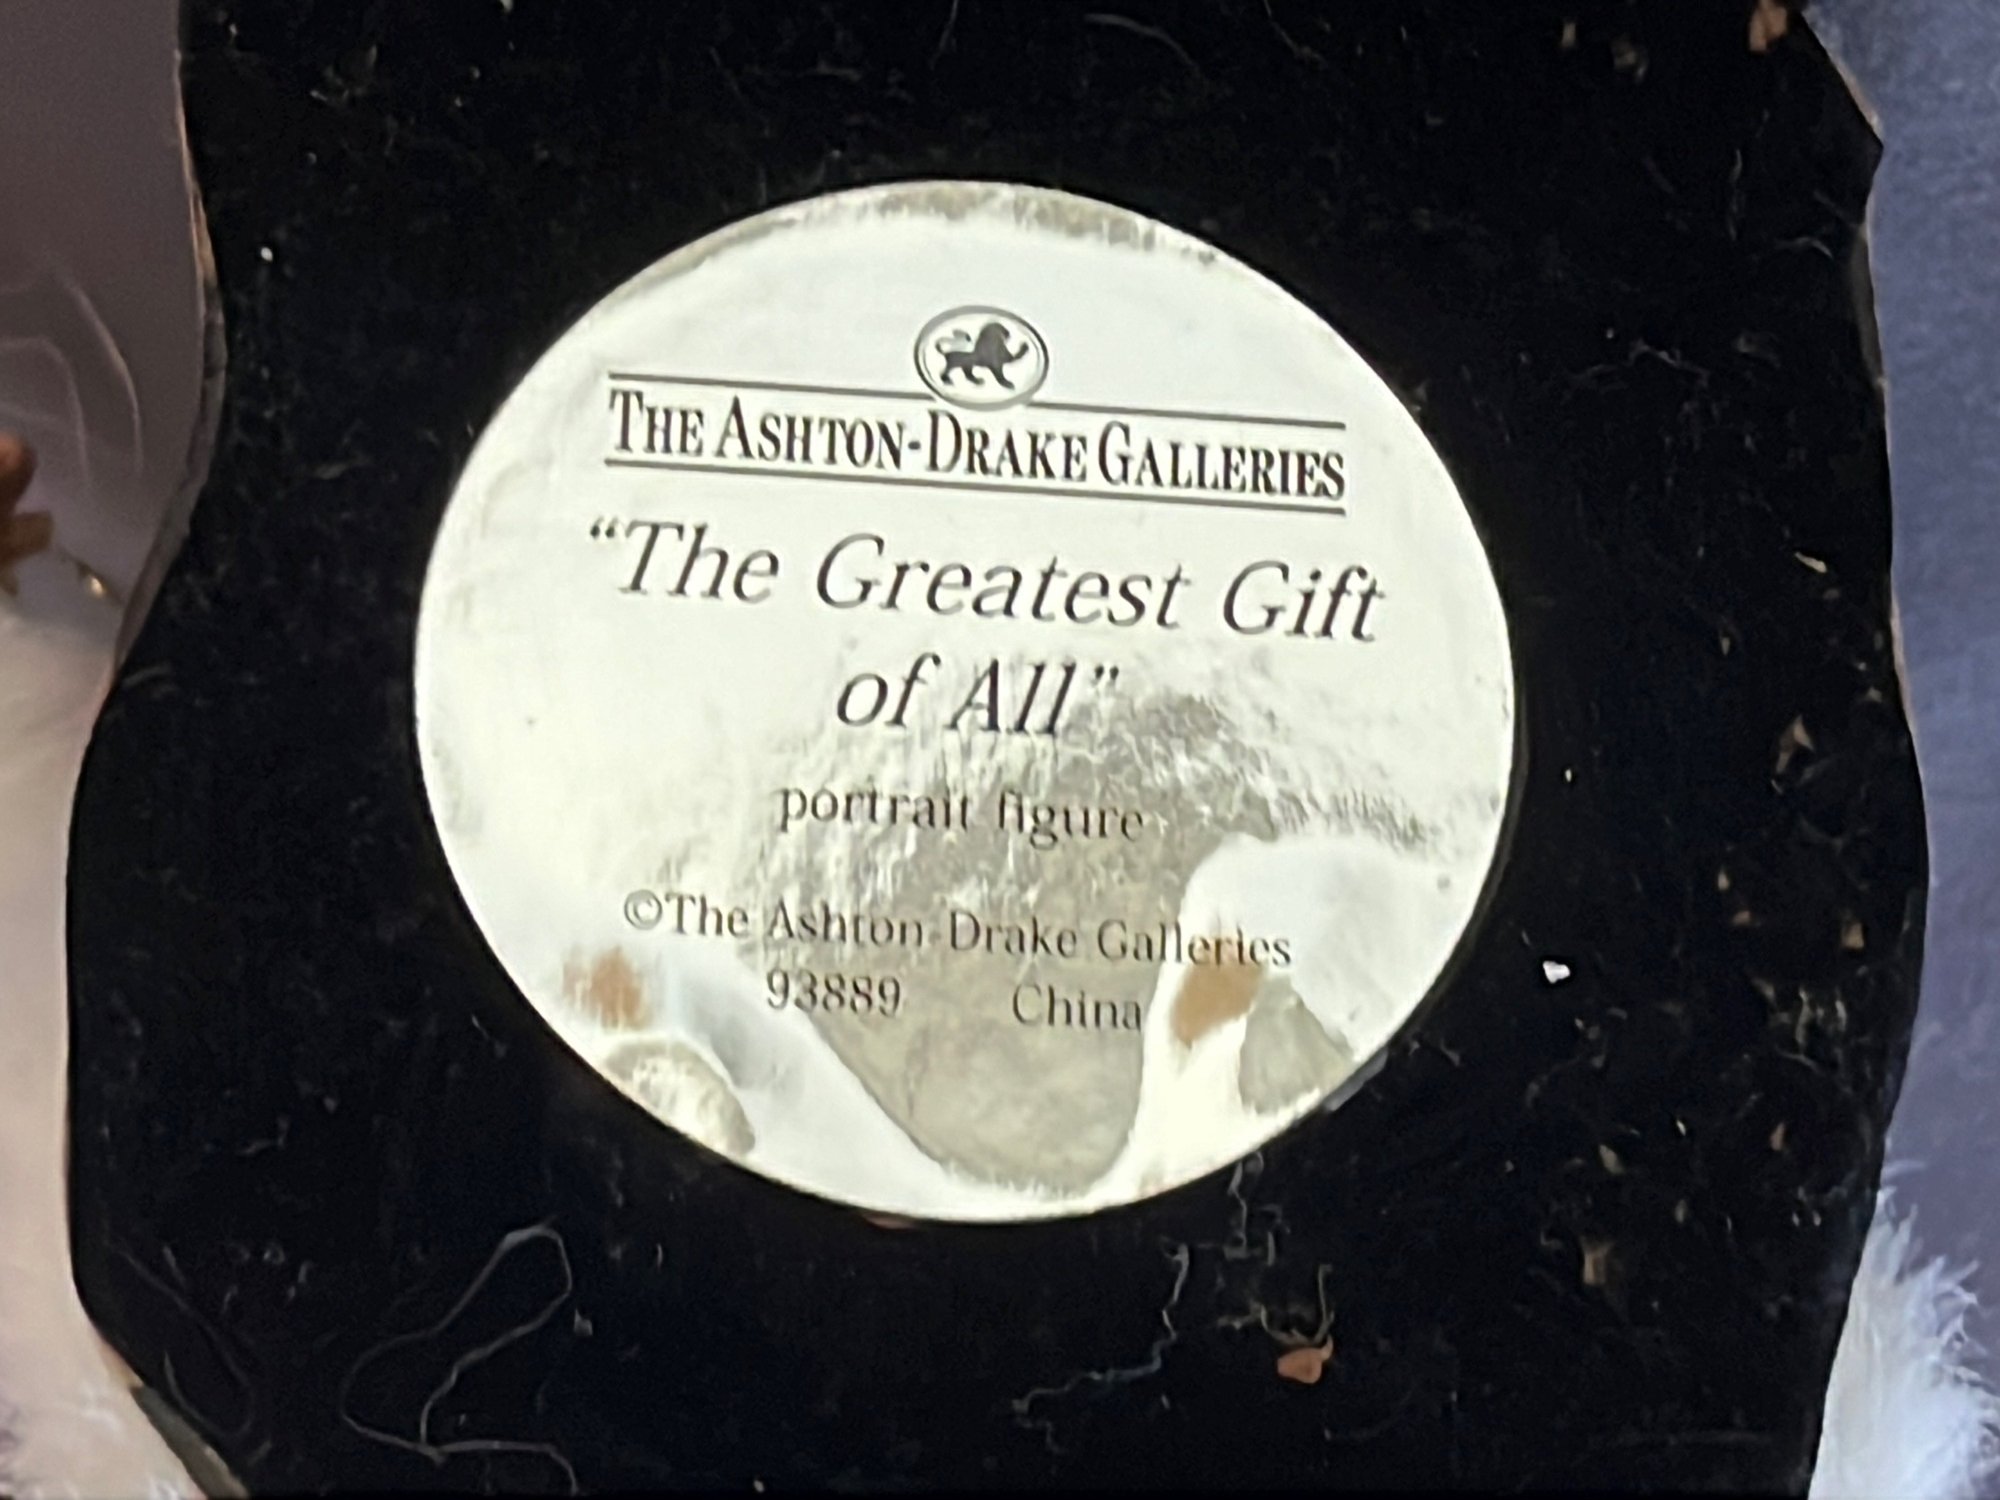 THE ASHTON-DRAKE GALLERIES
“The Greatest Gift
of All”
portrait figure
©The Ashton-Drake Galleries
93889 China